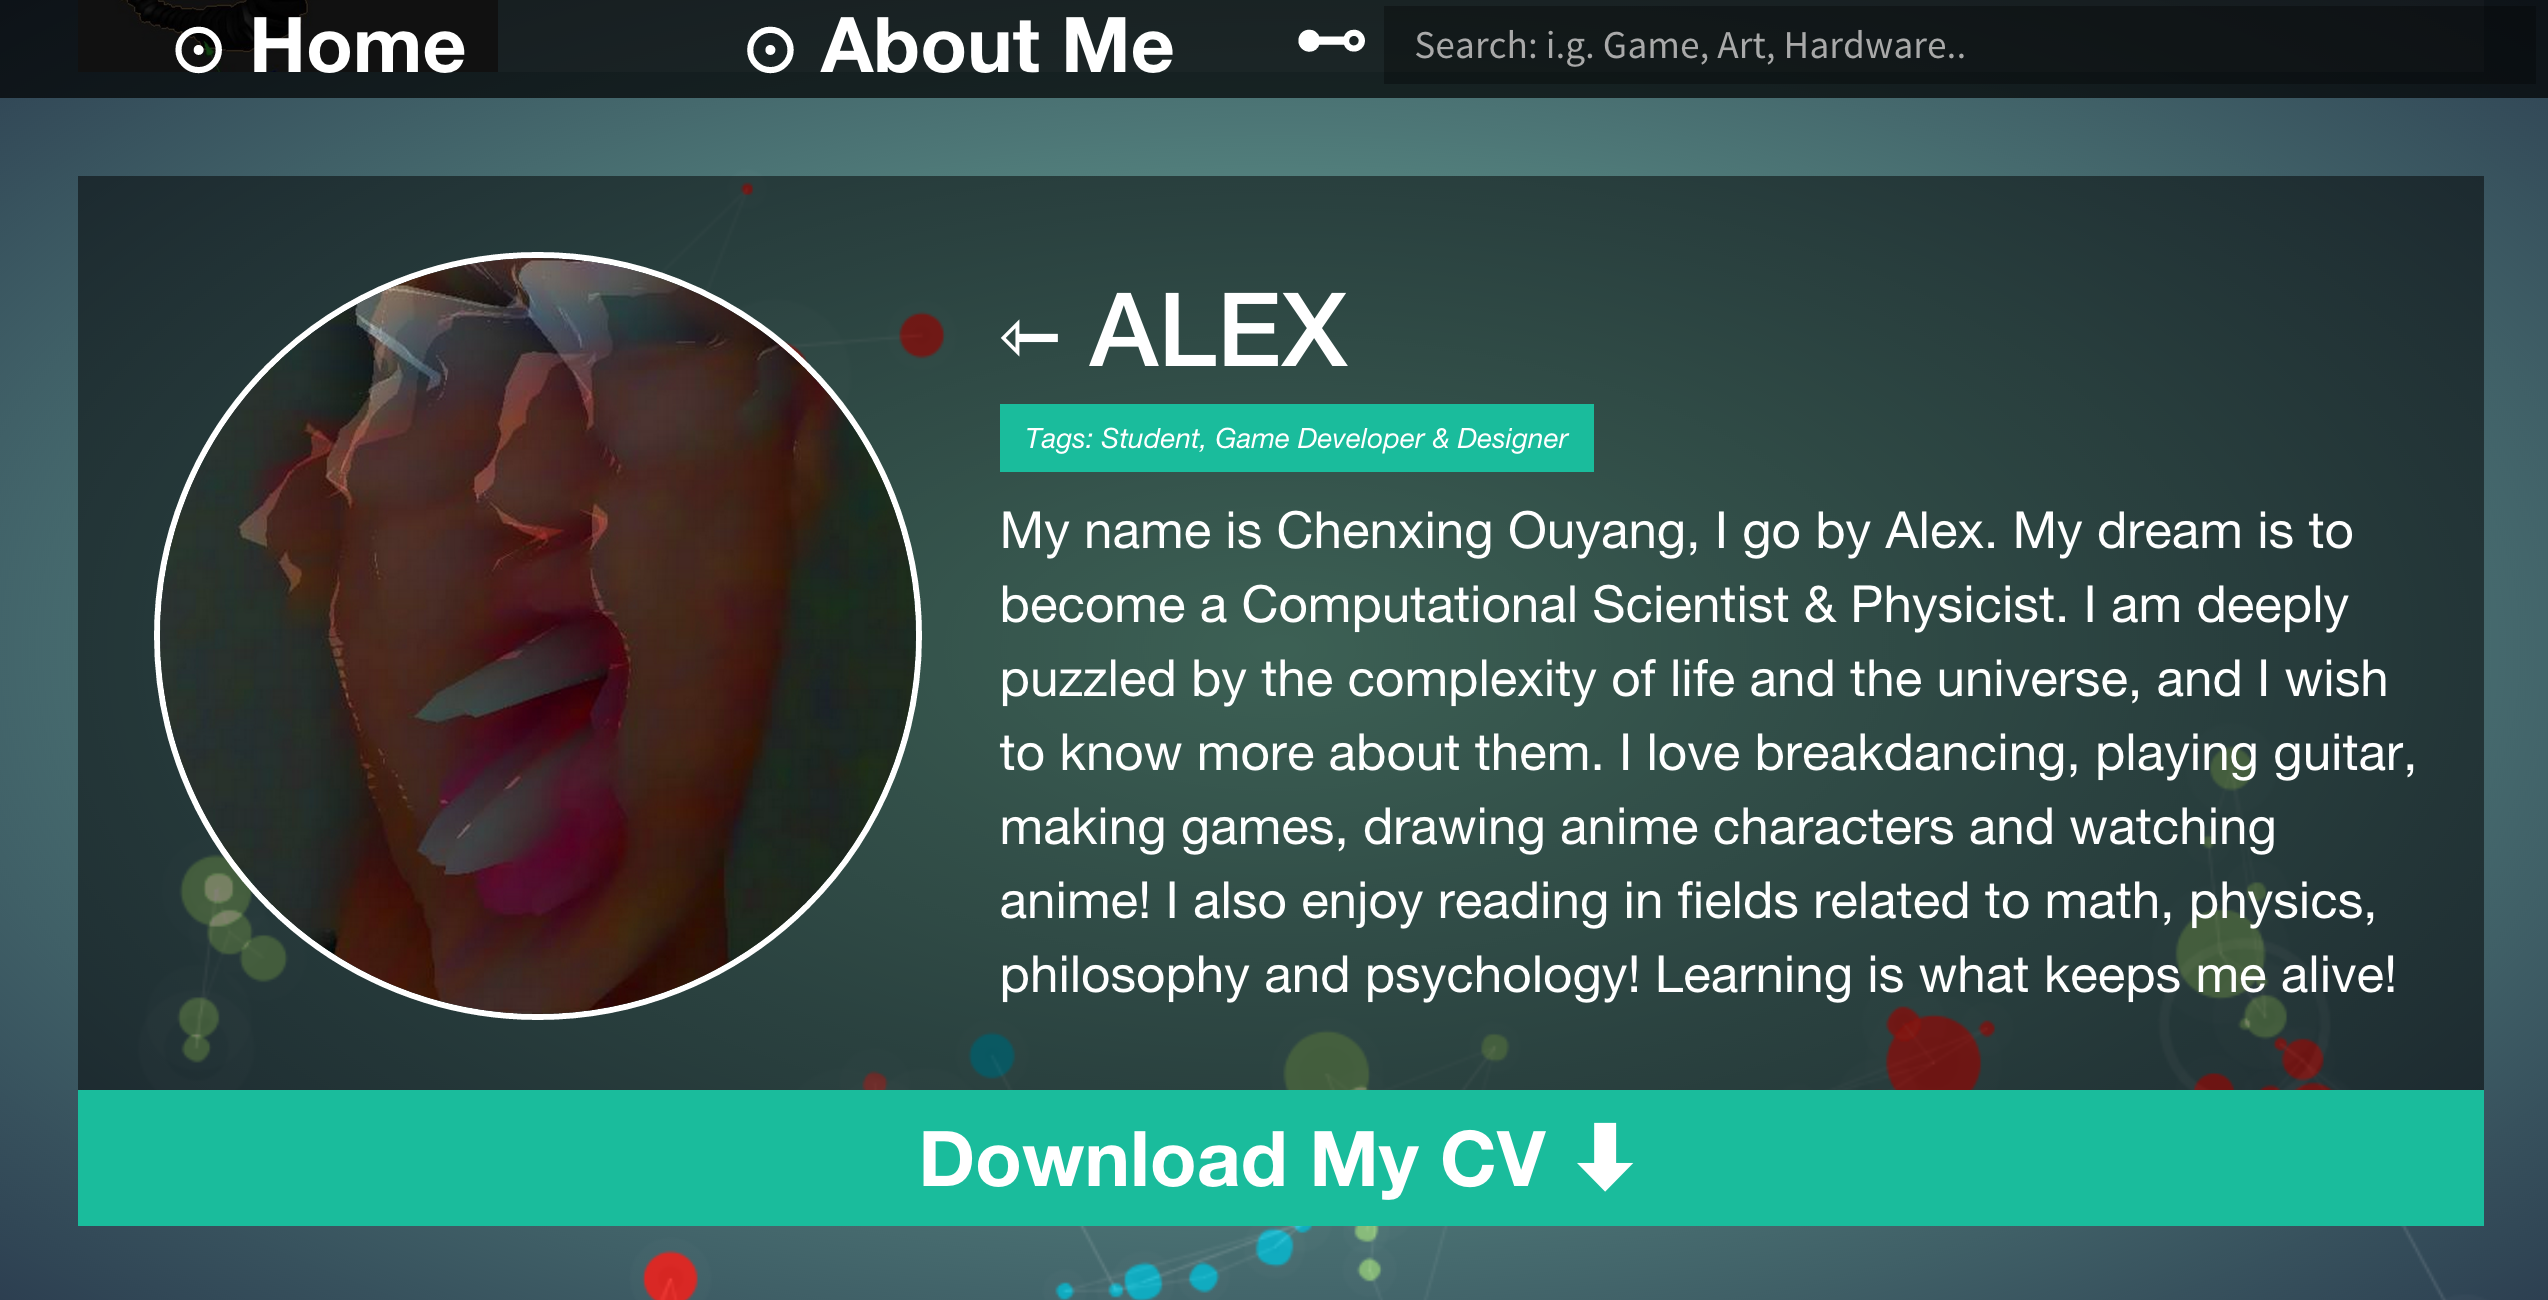 Home
About Me
Search: i.g. Game, Art, Hardware..
ALEX
Tags: Student, Game Developer & Designer
My name is Chenxing Ouyang, I go by Alex. My dream is to
become a Computational Scientist & Physicist. I am deeply
puzzled by the complexity of life and the universe, and I wish
to know more about them. I love breakdancing, playing guitar,
making games, drawing anime characters and watching
anime! I also enjoy reading in fields related to math, physics,
philosophy and psychology! Learning is what keeps me alive!
Download My CV